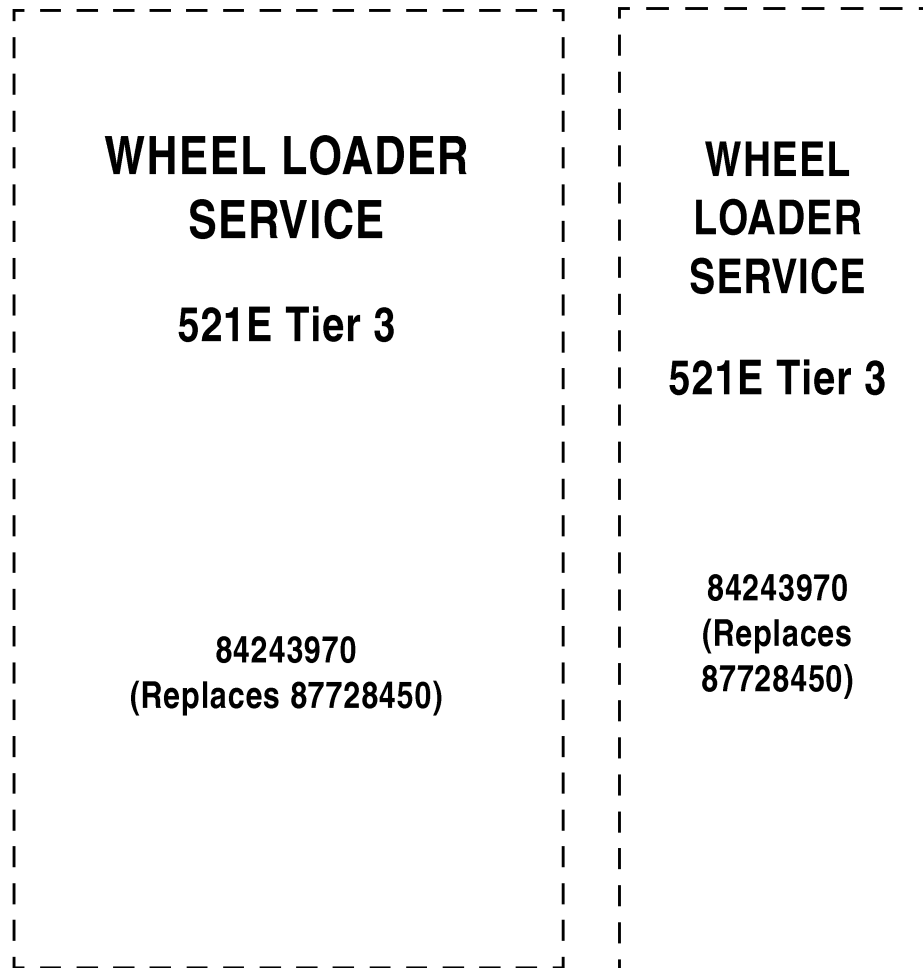 WHEEL LOADER
SERVICE
521E Tier 3
84243970
(Replaces 87728450)
WHEEL
LOADER
SERVICE
521E Tier 3
84243970
(Replaces
87728450)